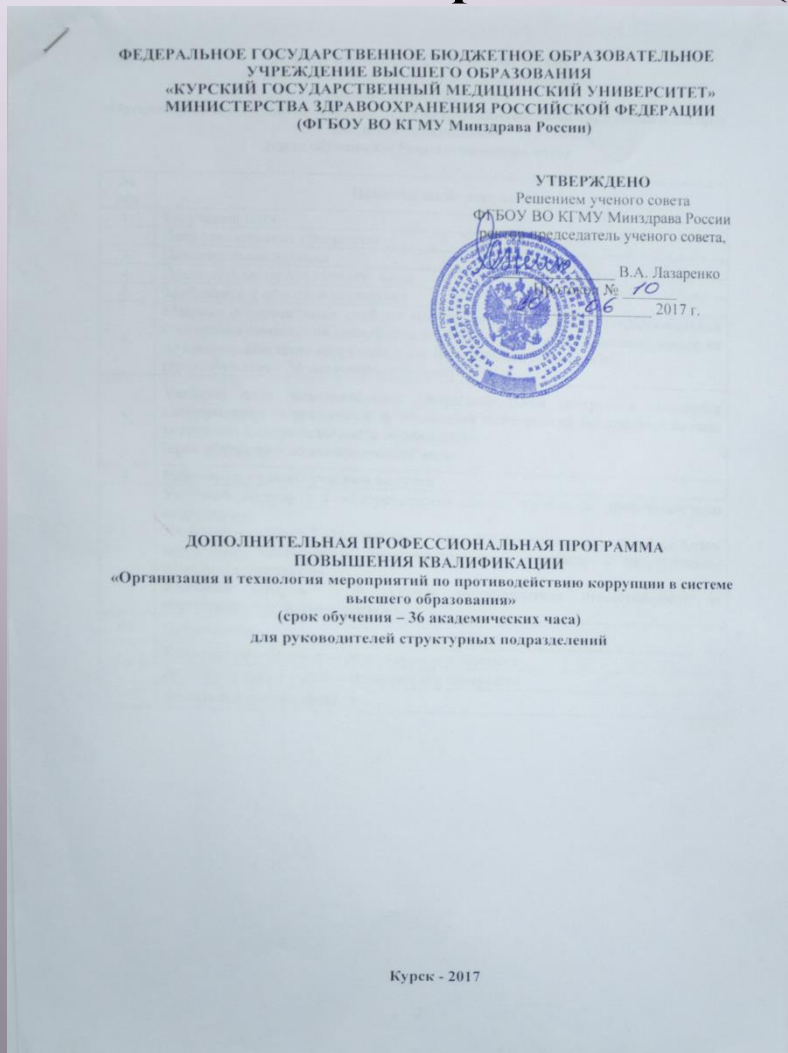 ФЕДЕРАЛЬНОЕ ГОСУДАРСТВЕННОЕ БЮДЖЕТНОЕ ОБРАЗОВАТЕЛЬНОЕ
УЧРЕЖДЕНИЕ ВЫСШЕГО ОБРАЗОВАНИЯ
«КУРСКИЙ ГОСУДАРСТВЕННЫЙ МЕДИЦИНСКИЙ УНИВЕРСИТЕТ»
МИНИСТЕРСТВА ЗДРАВООХРАНЕНИЯ РОССИЙСКОЙ ФЕДЕРАЦИИ
(ФГБОУ ВО КГМУ Минздрава России)
УТВЕРЖДЕНО
Решением ученого совета
ФГБОУ ВО КГМУ Минздрава России
ректор председатель ученого совета,
В.А. Лазаренко
Протокол № 10
06 2017 г.
ДОПОЛНИТЕЛЬНАЯ ПРОФЕССИОНАЛЬНАЯ ПРОГРАММА
ПОВЫШЕНИЯ КВАЛИФИКАЦИИ
«Организация и технология мероприятий по противодействию коррупции в системе
высшего образования»
(срок обучения – 36 академических часа)
для руководителей структурных подразделений
Курск - 2017